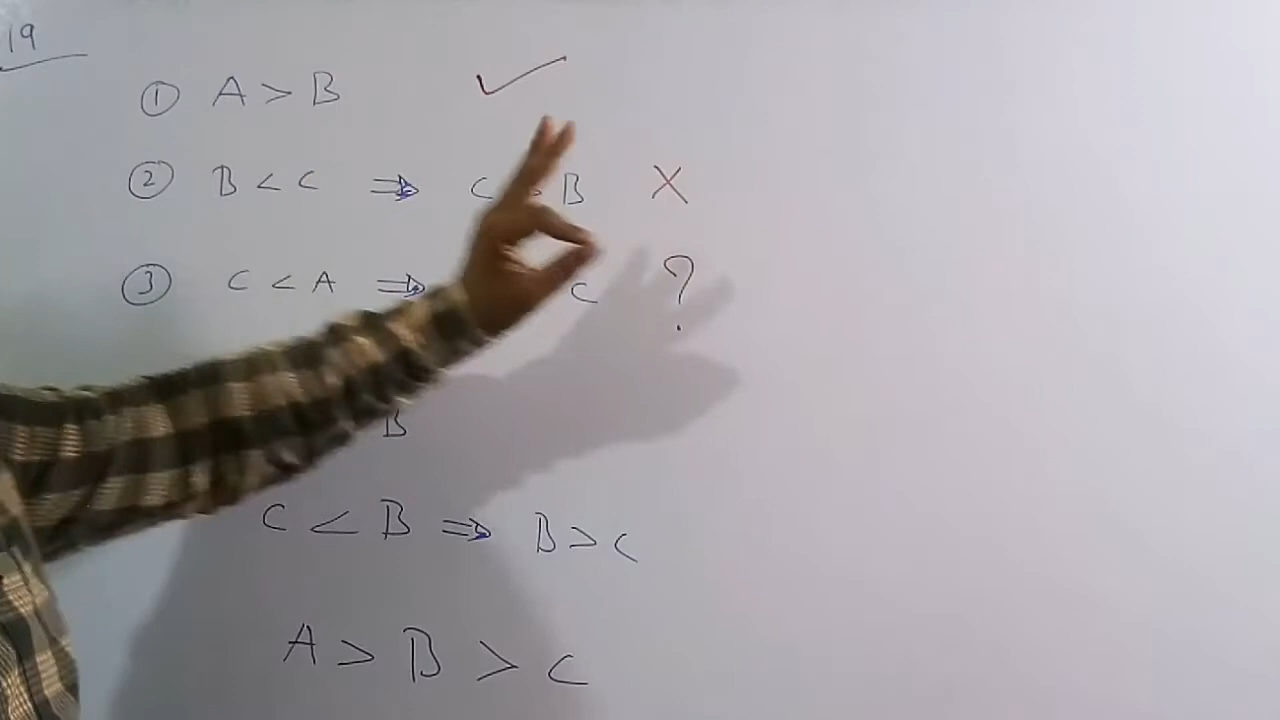 19
① A > B ✓
② B < C ⇒ C > B X
③ C < A ⇒ C ?
B
C < B ⇒ B > C
A > B > C